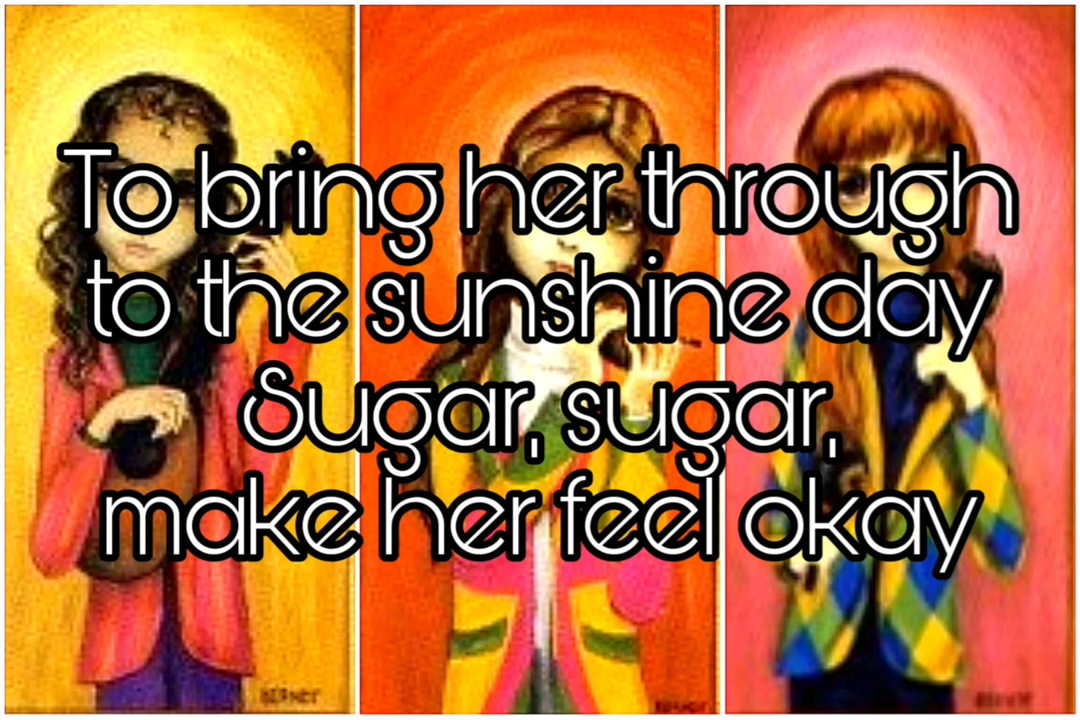 To bring her through
to the sunshine day
Sugar, sugar,
make her feel okay